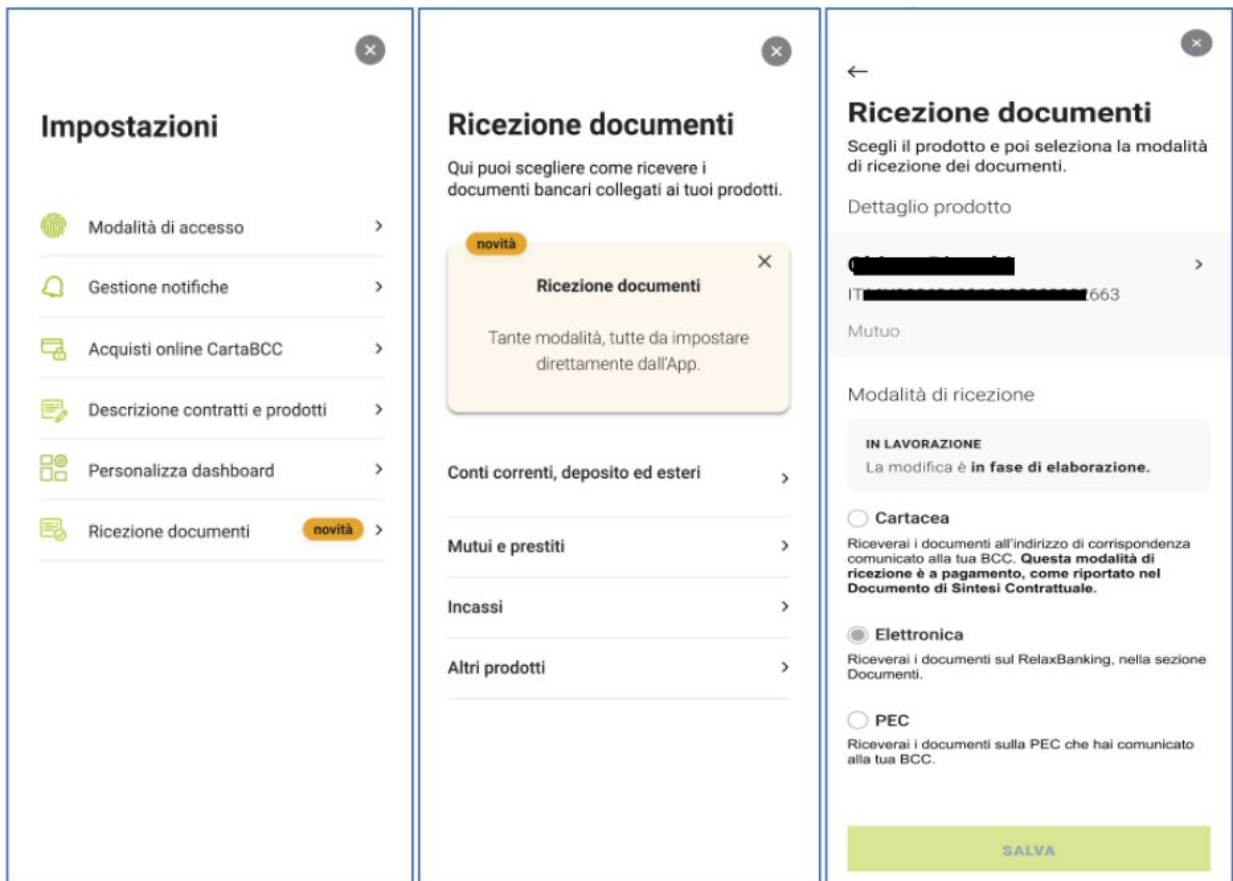 Impostazioni
Modalità di accesso
Gestione notifiche
Acquisti online CartaBCC
Descrizione contratti e prodotti
Personalizza dashboard
Ricezione documenti novità
Ricezione documenti
Qui puoi scegliere come ricevere i
documenti bancari collegati ai tuoi prodotti.
novità
Ricezione documenti
Tante modalità, tutte da impostare
direttamente dall'App.
Conti correnti, deposito ed esteri
Mutui e prestiti
Incassi
Altri prodotti
Ricezione documenti
Scegli il prodotto e poi seleziona la modalità
di ricezione dei documenti.
Dettaglio prodotto
IT 663
Mutuo
Modalità di ricezione
IN LAVORAZIONE
La modifica è in fase di elaborazione.
Cartacea
Riceverai i documenti all'indirizzo di corrispondenza
comunicato alla tua BCC. Questa modalità di
ricezione è a pagamento, come riportato nel
Documento di Sintesi Contrattuale.
Elettronica
Riceverai i documenti sul RelaxBanking, nella sezione
Documenti.
PEC
Riceverai i documenti sulla PEC che hai comunicato
alla tua BCC.
SALVA